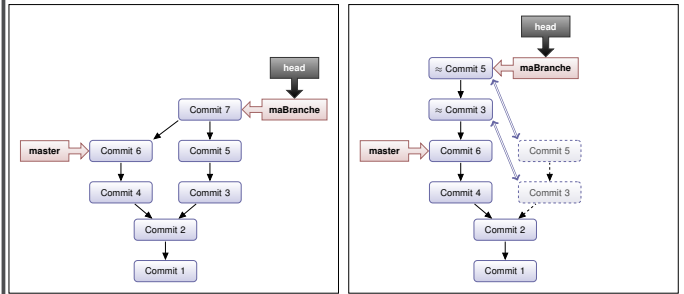 head
Commit 7
maBranche
master
Commit 6
Commit 5
Commit 4
Commit 3
Commit 2
Commit 1
head
≈ Commit 5
maBranche
≈ Commit 3
master
Commit 6
Commit 5
Commit 4
Commit 3
Commit 2
Commit 1